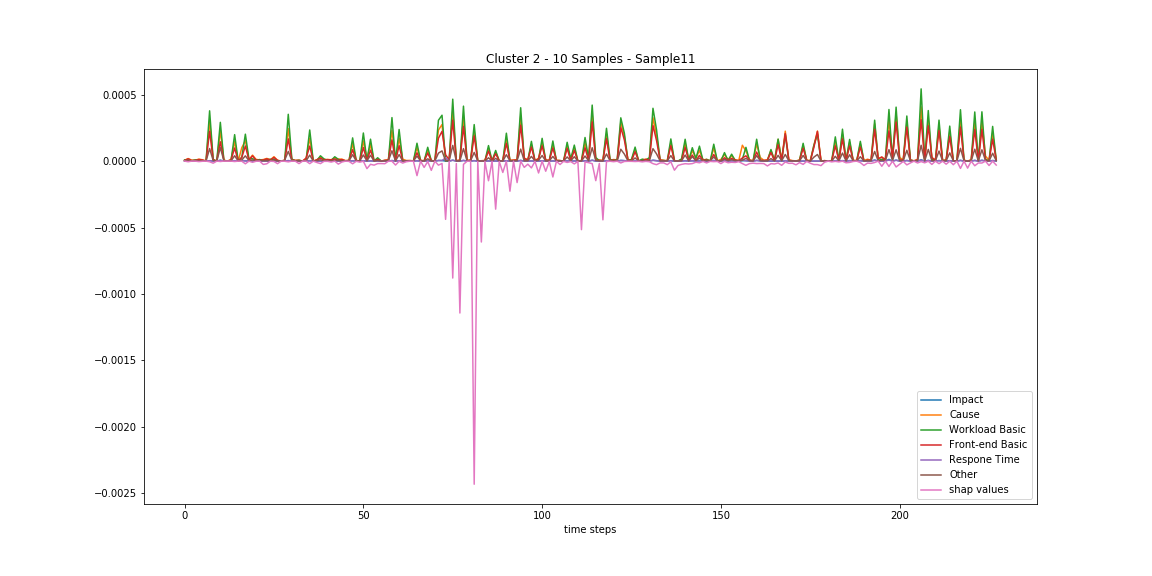 Cluster 2 - 10 Samples - Sample11
0.0005
0.0000
−0.0005
−0.0010
−0.0015
−0.0020
−0.0025
Impact
Cause
Workload Basic
Front-end Basic
Respone Time
Other
shap values
0 50 100 150 200
time steps